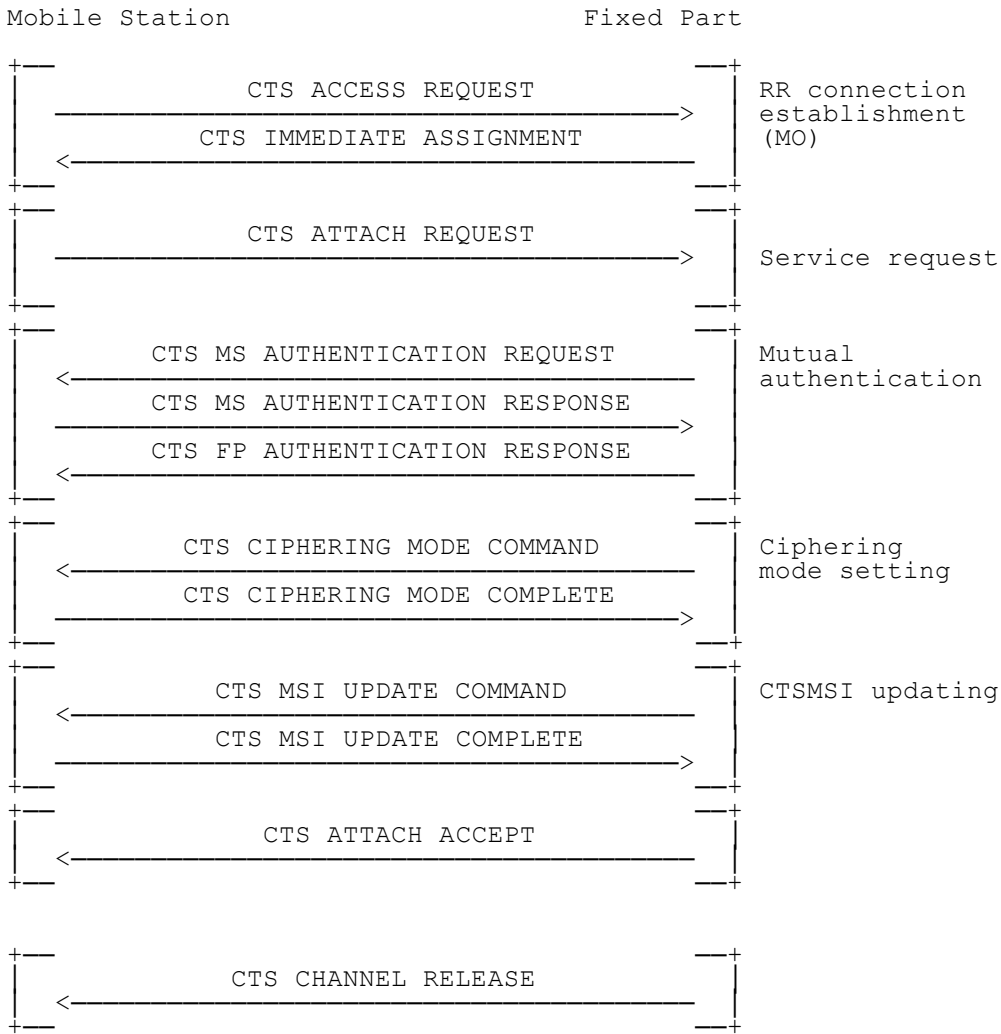 Mobile Station Fixed Part
CTS ACCESS REQUEST RR connection
establishment
CTS IMMEDIATE ASSIGNMENT (MO)
CTS ATTACH REQUEST
Service request
CTS MS AUTHENTICATION REQUEST Mutual
authentication
CTS MS AUTHENTICATION RESPONSE
CTS FP AUTHENTICATION RESPONSE
CTS CIPHERING MODE COMMAND Ciphering
mode setting
CTS CIPHERING MODE COMPLETE
CTS MSI UPDATE COMMAND CTSMSI updating
CTS MSI UPDATE COMPLETE
CTS ATTACH ACCEPT
CTS CHANNEL RELEASE